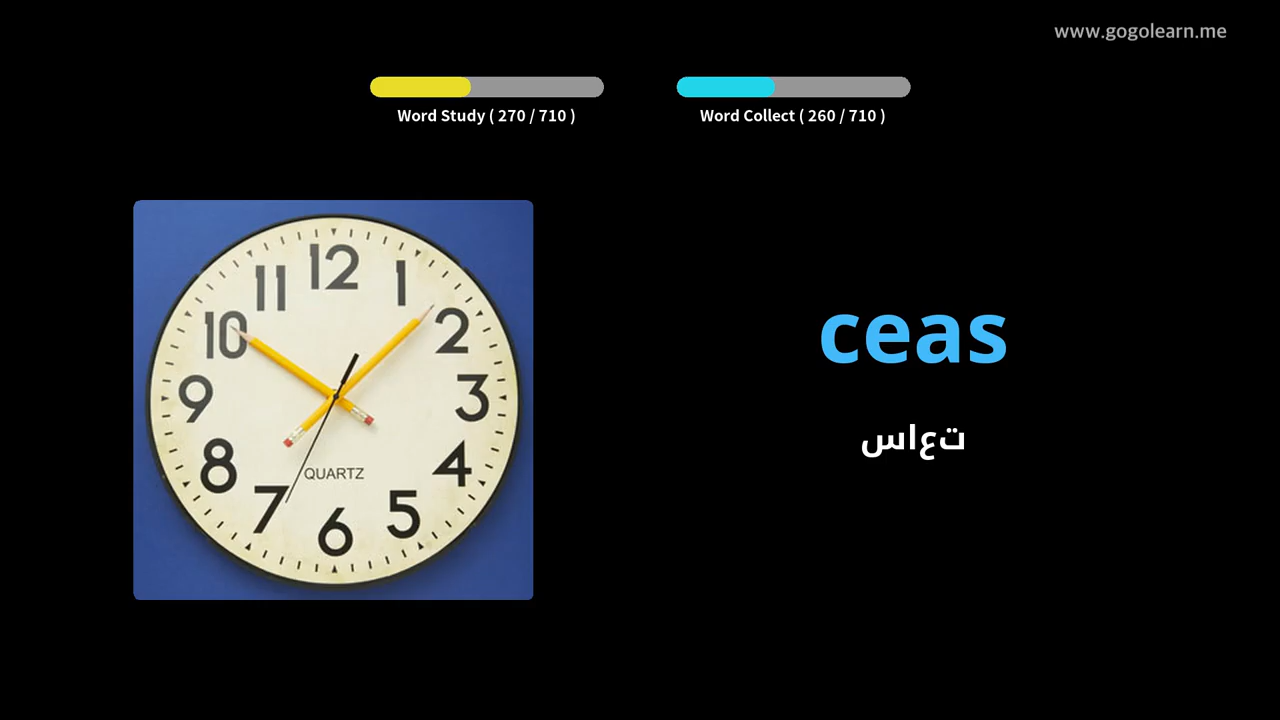 www.gogolearn.me
Word Study ( 270 / 710 )
Word Collect ( 260 / 710 )
12
11
1
10
2
9
3
8
4
7
5
6
QUARTZ
ceas
تعاس